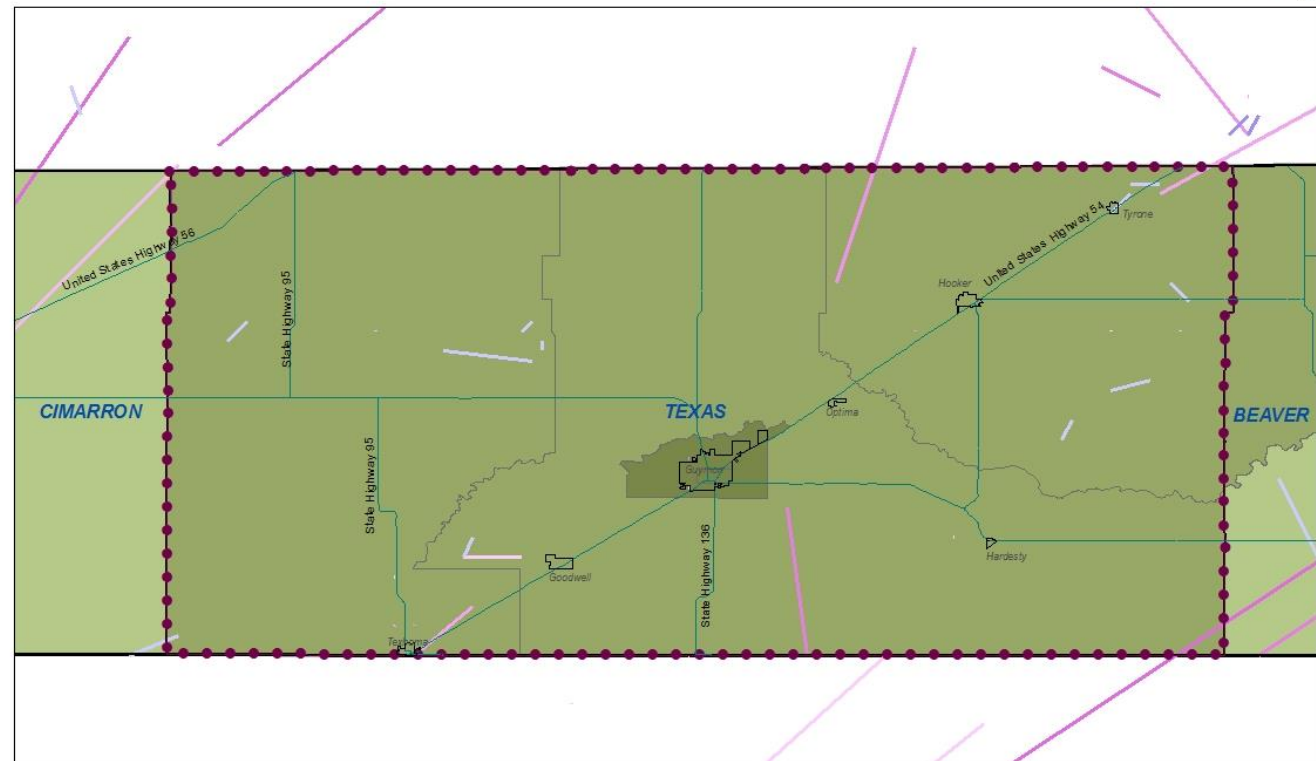 United States Highway 54
Tyrone
United States Highway 56
State Highway 95
Hooker
CIMARRON
TEXAS
Optima
BEAVER
Guymon
State Highway 95
State Highway 136
Goodwell
Hardesty
Texhoma